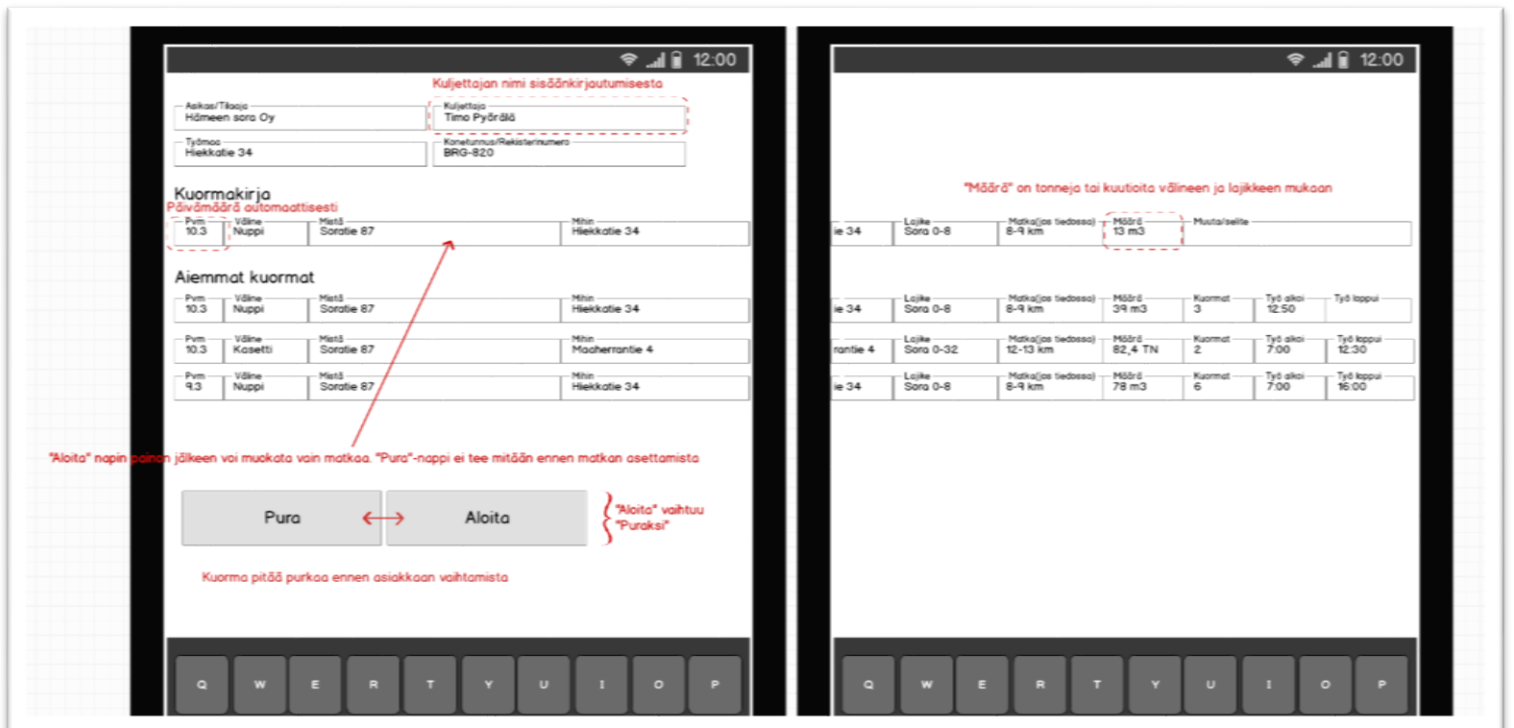 12:00
Kuljettajan nimi sisäänkirjautumisesta
Asikas/Tilaaja
Hämeen sora Oy
Kuljettaja
Timo Pyörälä
Työmaa
Hiekkatie 34
Konetunnus/Rekisterinumero
BRG-820
Kuormakirja
Päivämäärä automaattisesti
Pvm Väline Mistä Mihin
10.3 Nuppi Soratie 87 Hiekkatie 34
Aiemmat kuormat
Pvm Väline Mistä Mihin
10.3 Nuppi Soratie 87 Hiekkatie 34
Pvm Väline Mistä Mihin
10.3 Kasetti Soratie 87 Maaherrantie 4
Pvm Väline Mistä Mihin
9.3 Nuppi Soratie 87 Hiekkatie 34
"Aloita" napin painon jälkeen voi muokata vain matkaa. "Pura"-nappi ei tee mitään ennen matkan asettamista
Pura
Aloita
"Aloita" vaihtuu
"Puraksi"
Kuorma pitää purkaa ennen asiakkaan vaihtamista
Q W E R T Y U I O P
12:00
"Määrä" on tonneja tai kuutioita välineen ja lajikkeen mukaan
Lajike Matka(jos tiedossa) Määrä Muuta/selite
ie 34 Sora 0-8 8-9 km 13 m3
Lajike Matka(jos tiedossa) Määrä Kuormat Työ alkoi Työ loppui
ie 34 Sora 0-8 8-9 km 39 m3 3 12:50
Lajike Matka(jos tiedossa) Määrä Kuormat Työ alkoi Työ loppui
rantie 4 Sora 0-32 12-13 km 82,4 TN 2 7:00 12:30
Lajike Matka(jos tiedossa) Määrä Kuormat Työ alkoi Työ loppui
ie 34 Sora 0-8 8-9 km 78 m3 6 7:00 16:00
Q W E R T Y U I O P